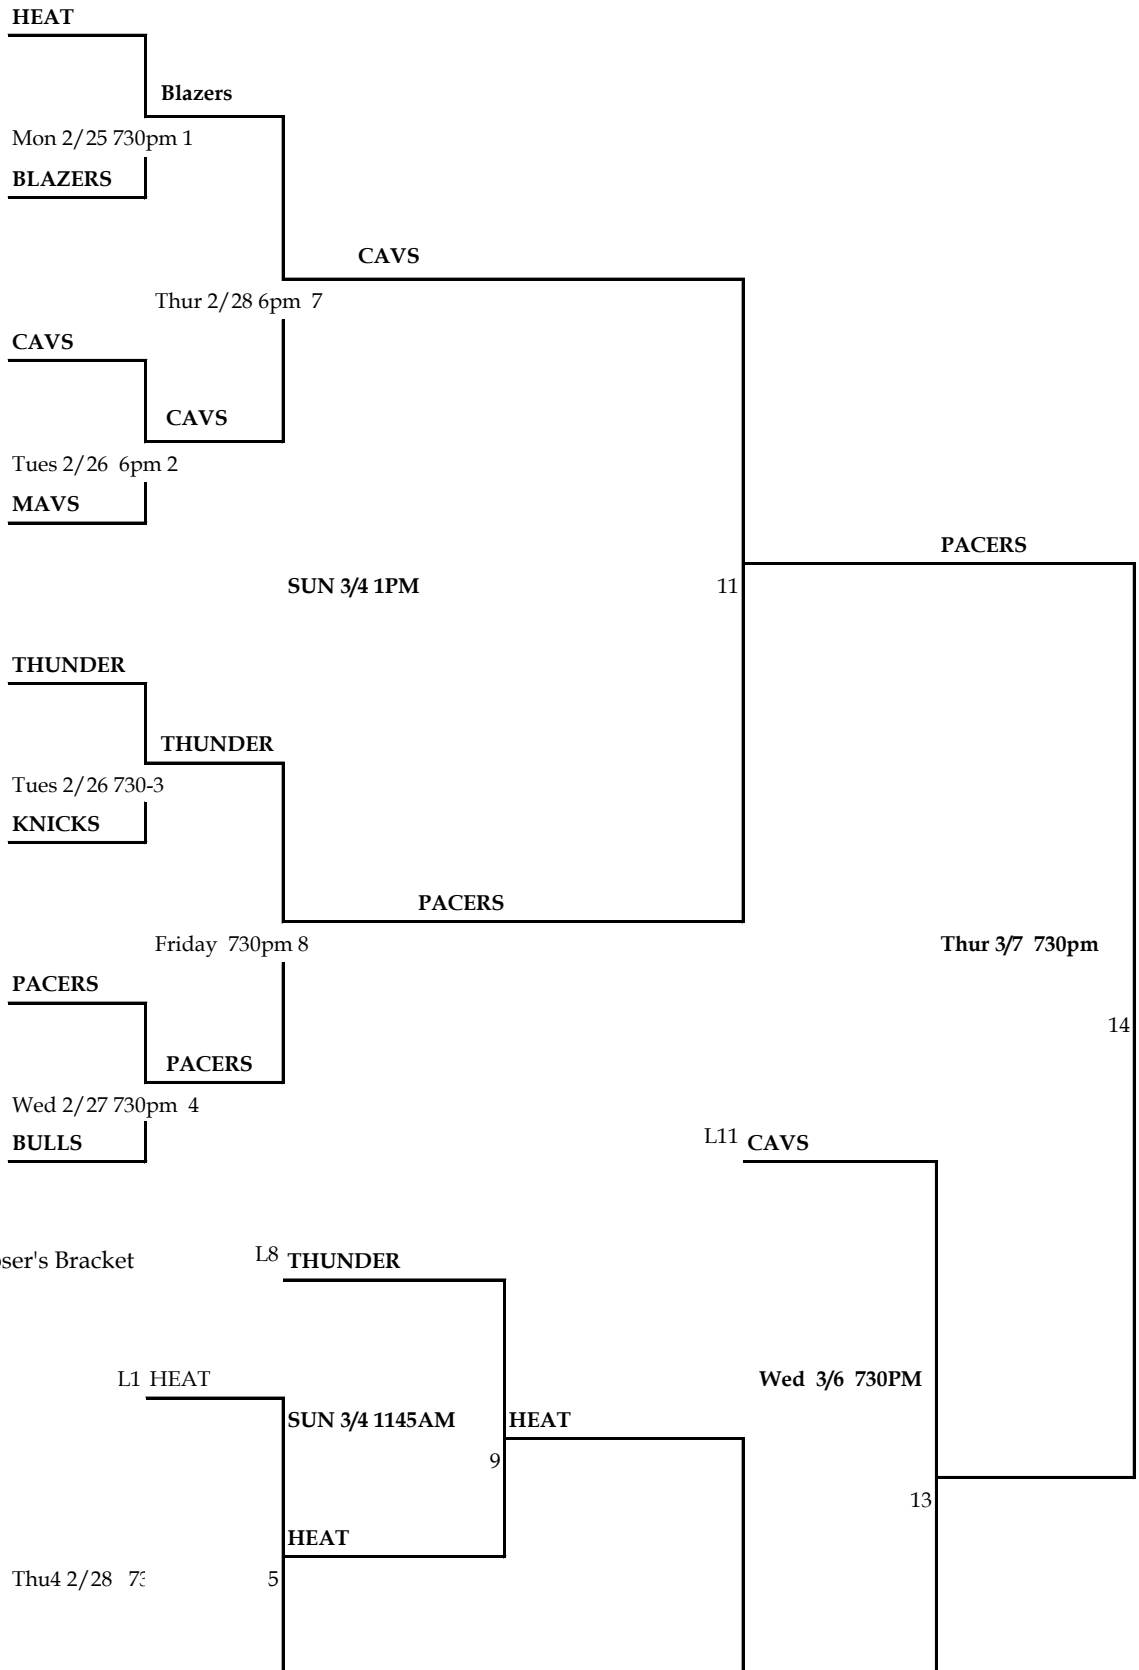 HEAT
Blazers
Mon 2/25 730pm 1
BLAZERS
CAVS
Thur 2/28 6pm 7
CAVS
CAVS
Tues 2/26 6pm 2
MAVS
PACERS
SUN 3/4 1PM 11
THUNDER
THUNDER
Tues 2/26 730-3
KNICKS
PACERS
Friday 730pm 8
Thur 3/7 730pm
PACERS
14
PACERS
Wed 2/27 730pm 4
BULLS
L11 CAVS
ser's Bracket
L8 THUNDER
L1 HEAT
Wed 3/6 730PM
SUN 3/4 1145AM
HEAT
9
13
HEAT
Thu4 2/28 73
5